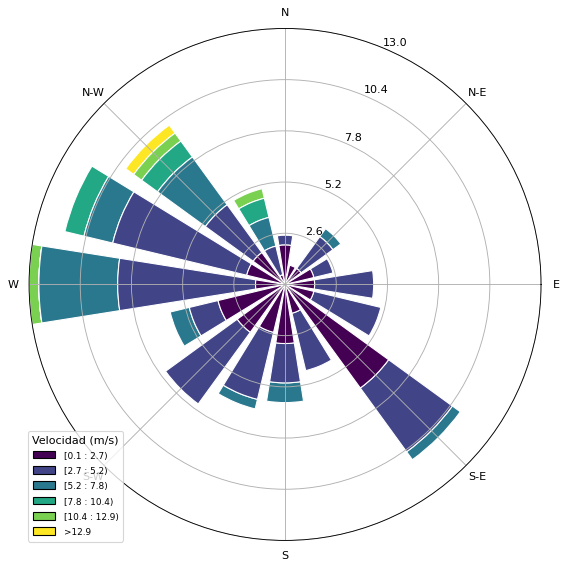 N
13.0
10.4
N-W
N-E
7.8
5.2
2.6
W
E
Velocidad (m/s)
[0.1 : 2.7)
[2.7 : 5.2)
[5.2 : 7.8)
[7.8 : 10.4)
[10.4 : 12.9)
>12.9
S-W
S-E
S